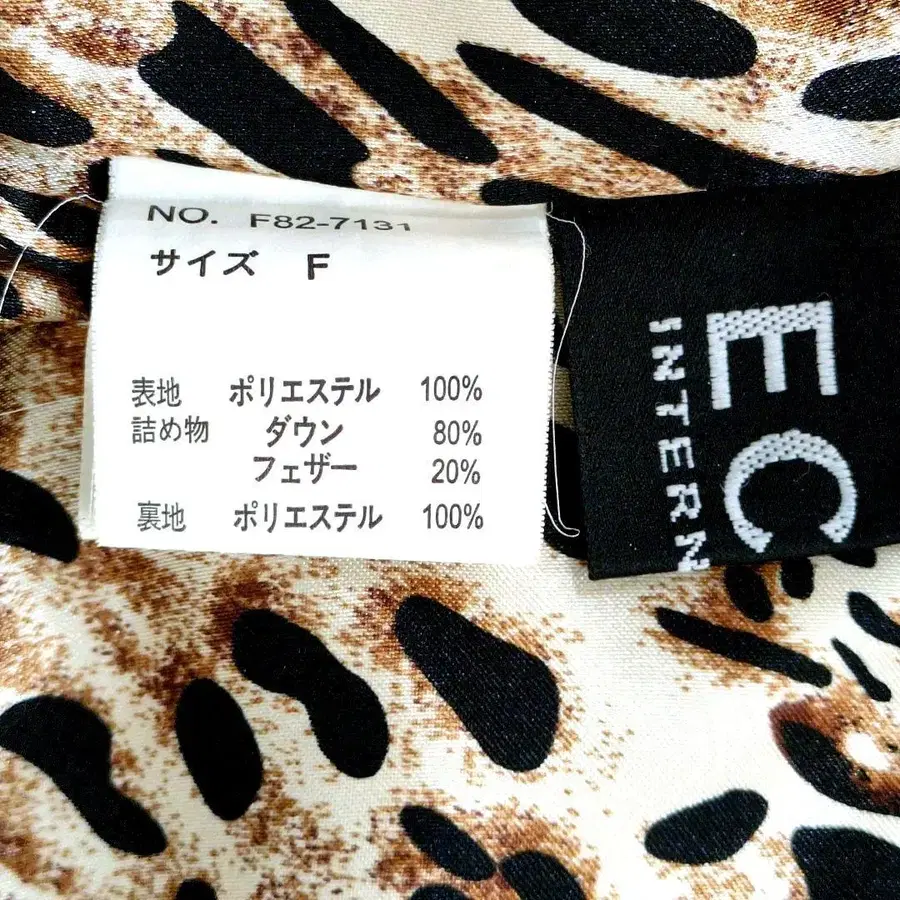 NO. F82-7131
サイズ F
表地 ポリエステル 100%
詰め物 ダウン 80%
フェザー 20%
裏地 ポリエステル 100%
EC
INTERN